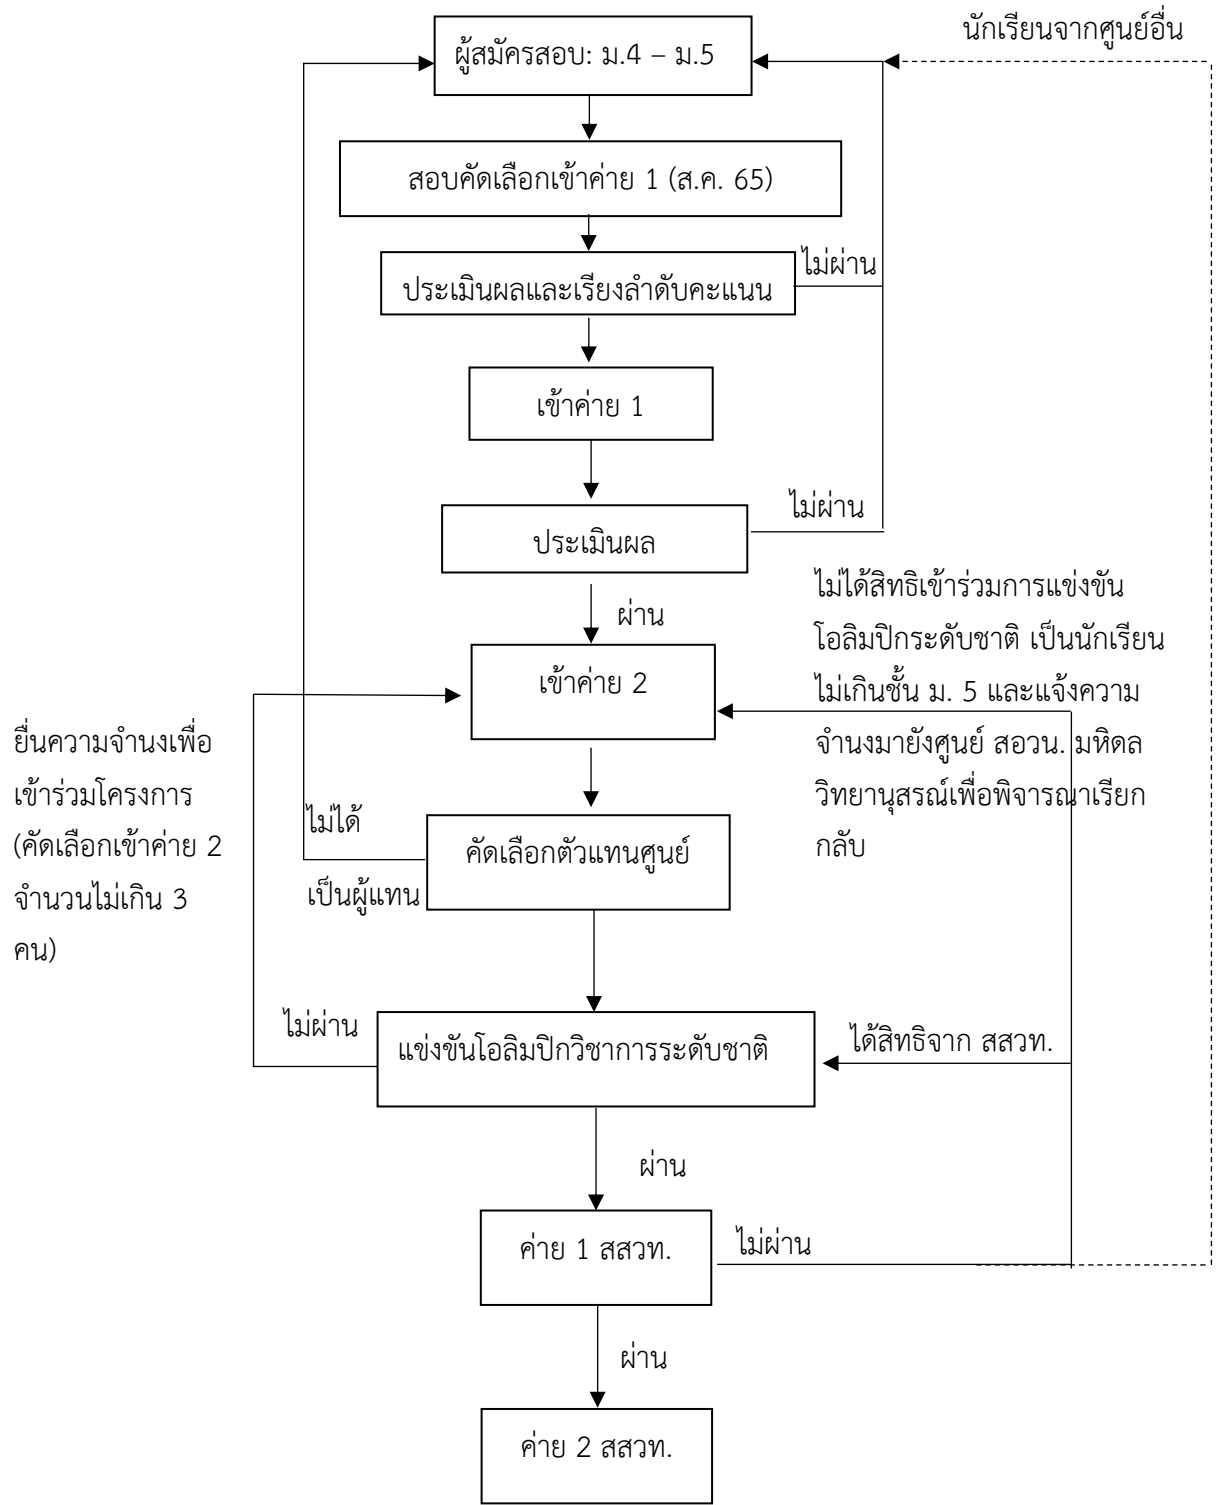 นักเรียนจากศูนย์อื่น
ผู้สมัครสอบ: ม.4 – ม.5
สอบคัดเลือกเข้าค่าย 1 (ส.ค. 65)
ไม่ผ่าน
ประเมินผลและเรียงลำดับคะแนน
เข้าค่าย 1
ไม่ผ่าน
ประเมินผล
ผ่าน
ไม่ได้สิทธิเข้าร่วมการแข่งขัน
โอลิมปิกระดับชาติ เป็นนักเรียน
ไม่เกินชั้น ม. 5 และแจ้งความ
จำนงมายังศูนย์ สอวน. มหิดล
วิทยานุสรณ์เพื่อพิจารณาเรียก
กลับ
เข้าค่าย 2
ยื่นความจำนงเพื่อ
เข้าร่วมโครงการ
(คัดเลือกเข้าค่าย 2
จำนวนไม่เกิน 3
คน)
ไม่ได้
เป็นผู้แทน
คัดเลือกตัวแทนศูนย์
ไม่ผ่าน
แข่งขันโอลิมปิกวิชาการระดับชาติ
ได้สิทธิจาก สสวท.
ผ่าน
ค่าย 1 สสวท.
ไม่ผ่าน
ผ่าน
ค่าย 2 สสวท.